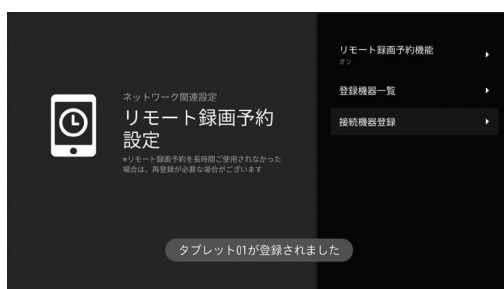 ネットワーク関連設定
リモート録画予約
設定
*リモート録画予約を長時間ご使用されなかった
場合は、再登録が必要な場合がございます
リモート録画予約機能
オン
登録機器一覧
接続機器登録
タブレット01が登録されました